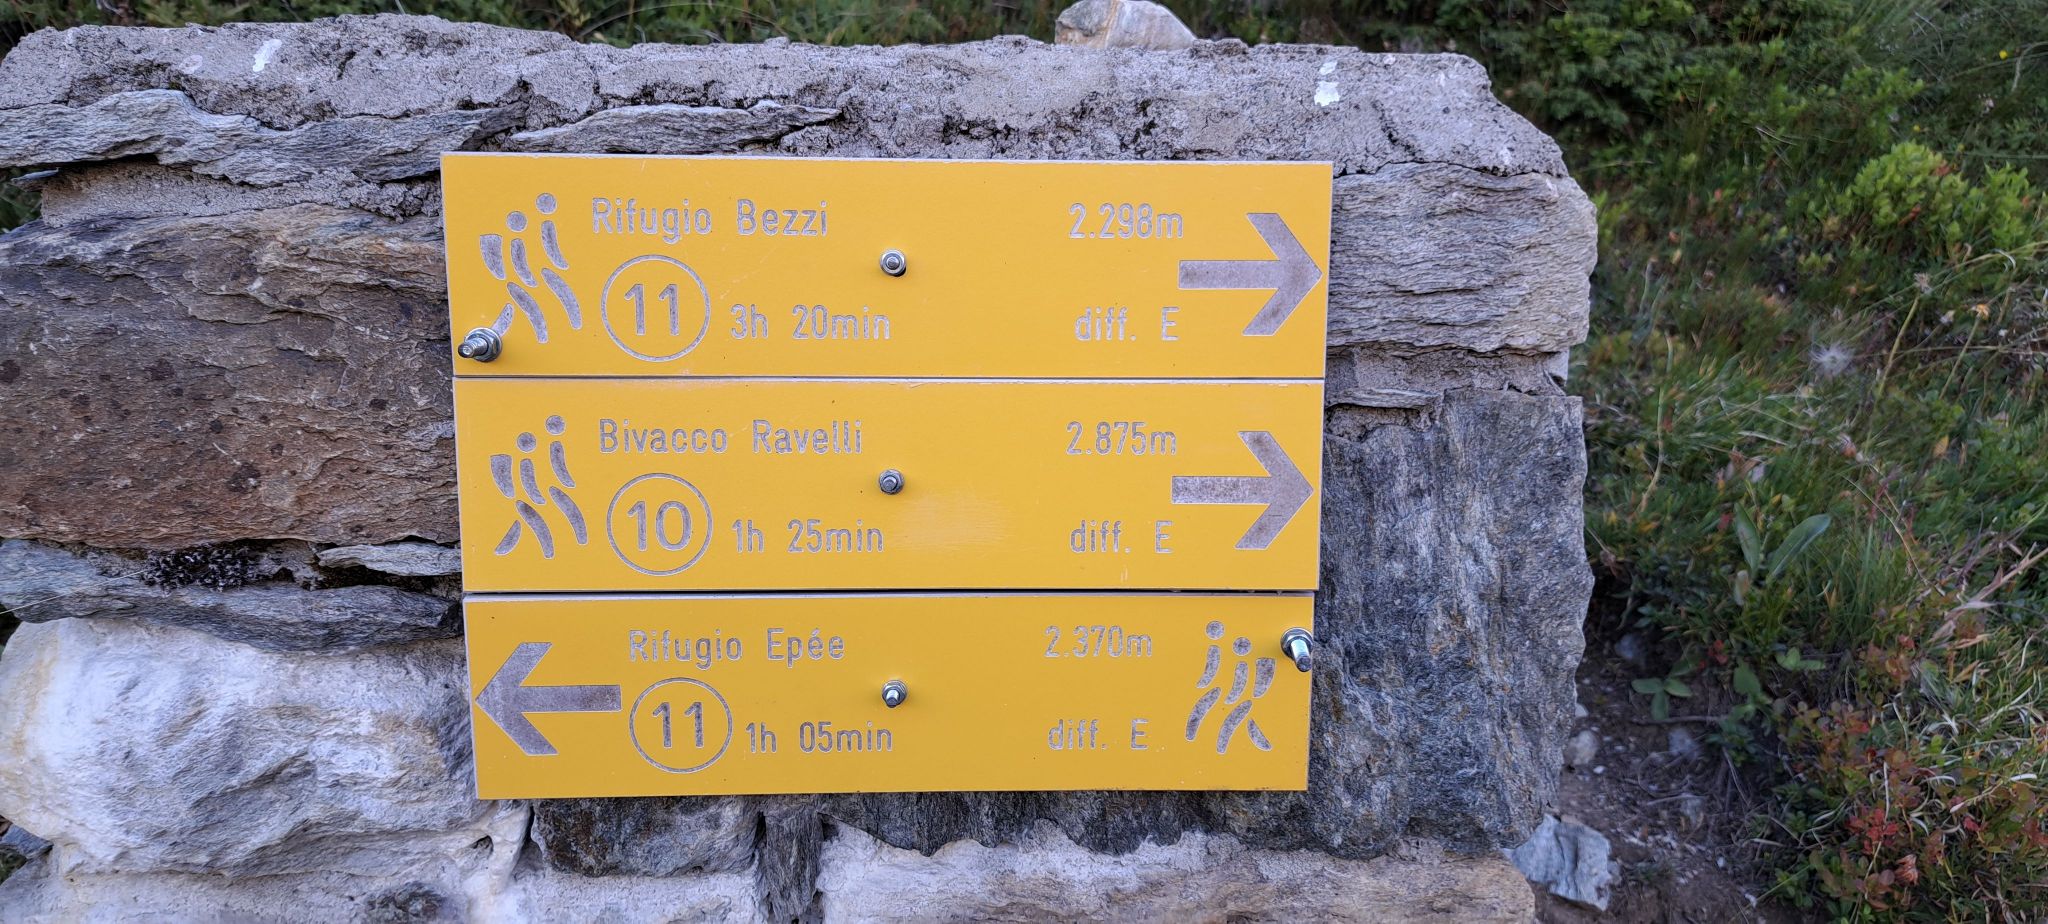 Rifugio Bezzi 2.298m
11 3h 20min diff. E
Bivacco Ravelli 2.875m
10 1h 25min diff. E
Rifugio Epée 2.370m
11 1h 05min diff. E